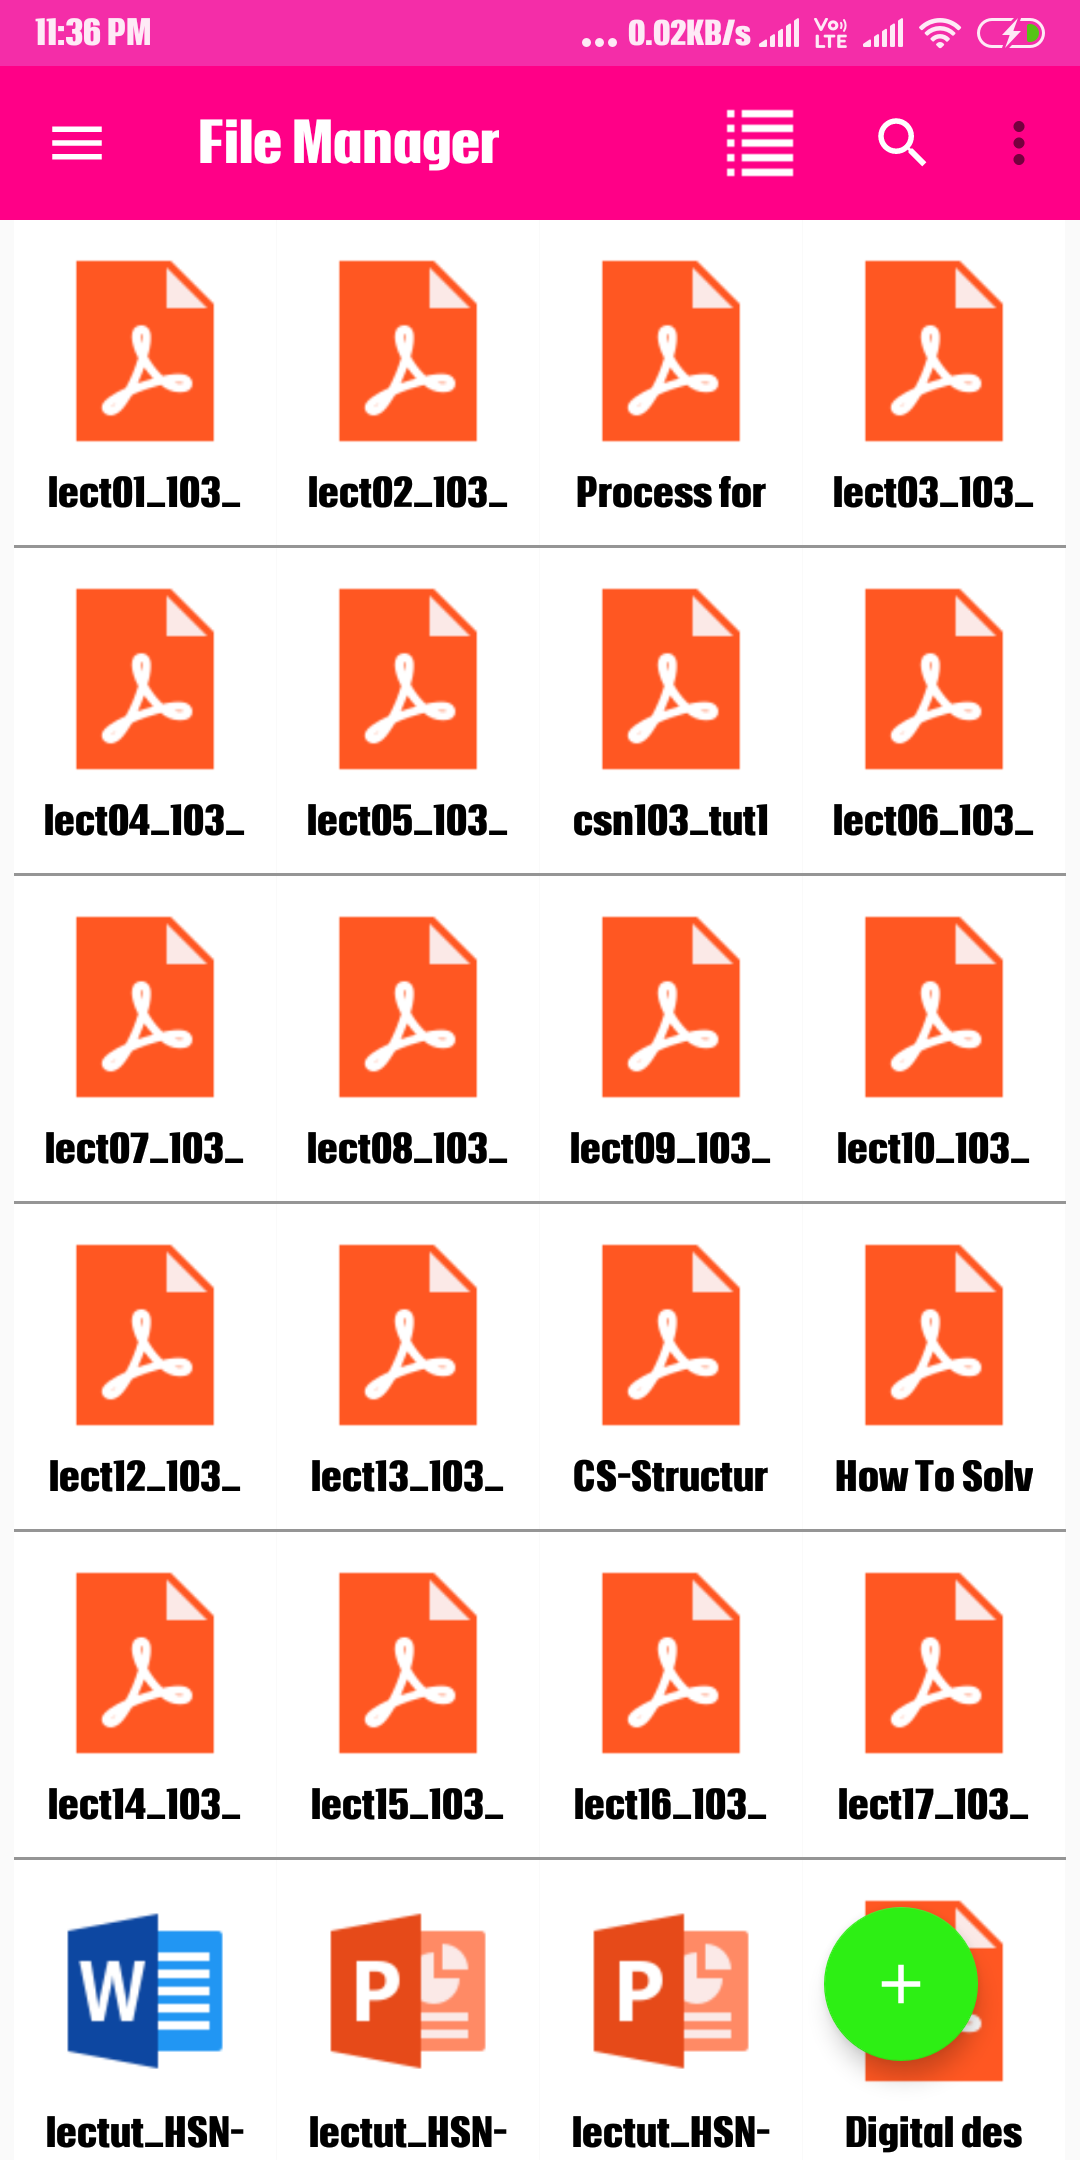 11:36 PM ... 0.02KB/s Vo)) LTE
File Manager
lect01_103_ lect02_103_ Process for lect03_103_
lect04_103_ lect05_103_ csn103_tut1 lect06_103_
lect07_103_ lect08_103_ lect09_103_ lect10_103_
lect12_103_ lect13_103_ CS-Structur How To Solv
lect14_103_ lect15_103_ lect16_103_ lect17_103_
W P P +
lectut_HSN- lectut_HSN- lectut_HSN- Digital des